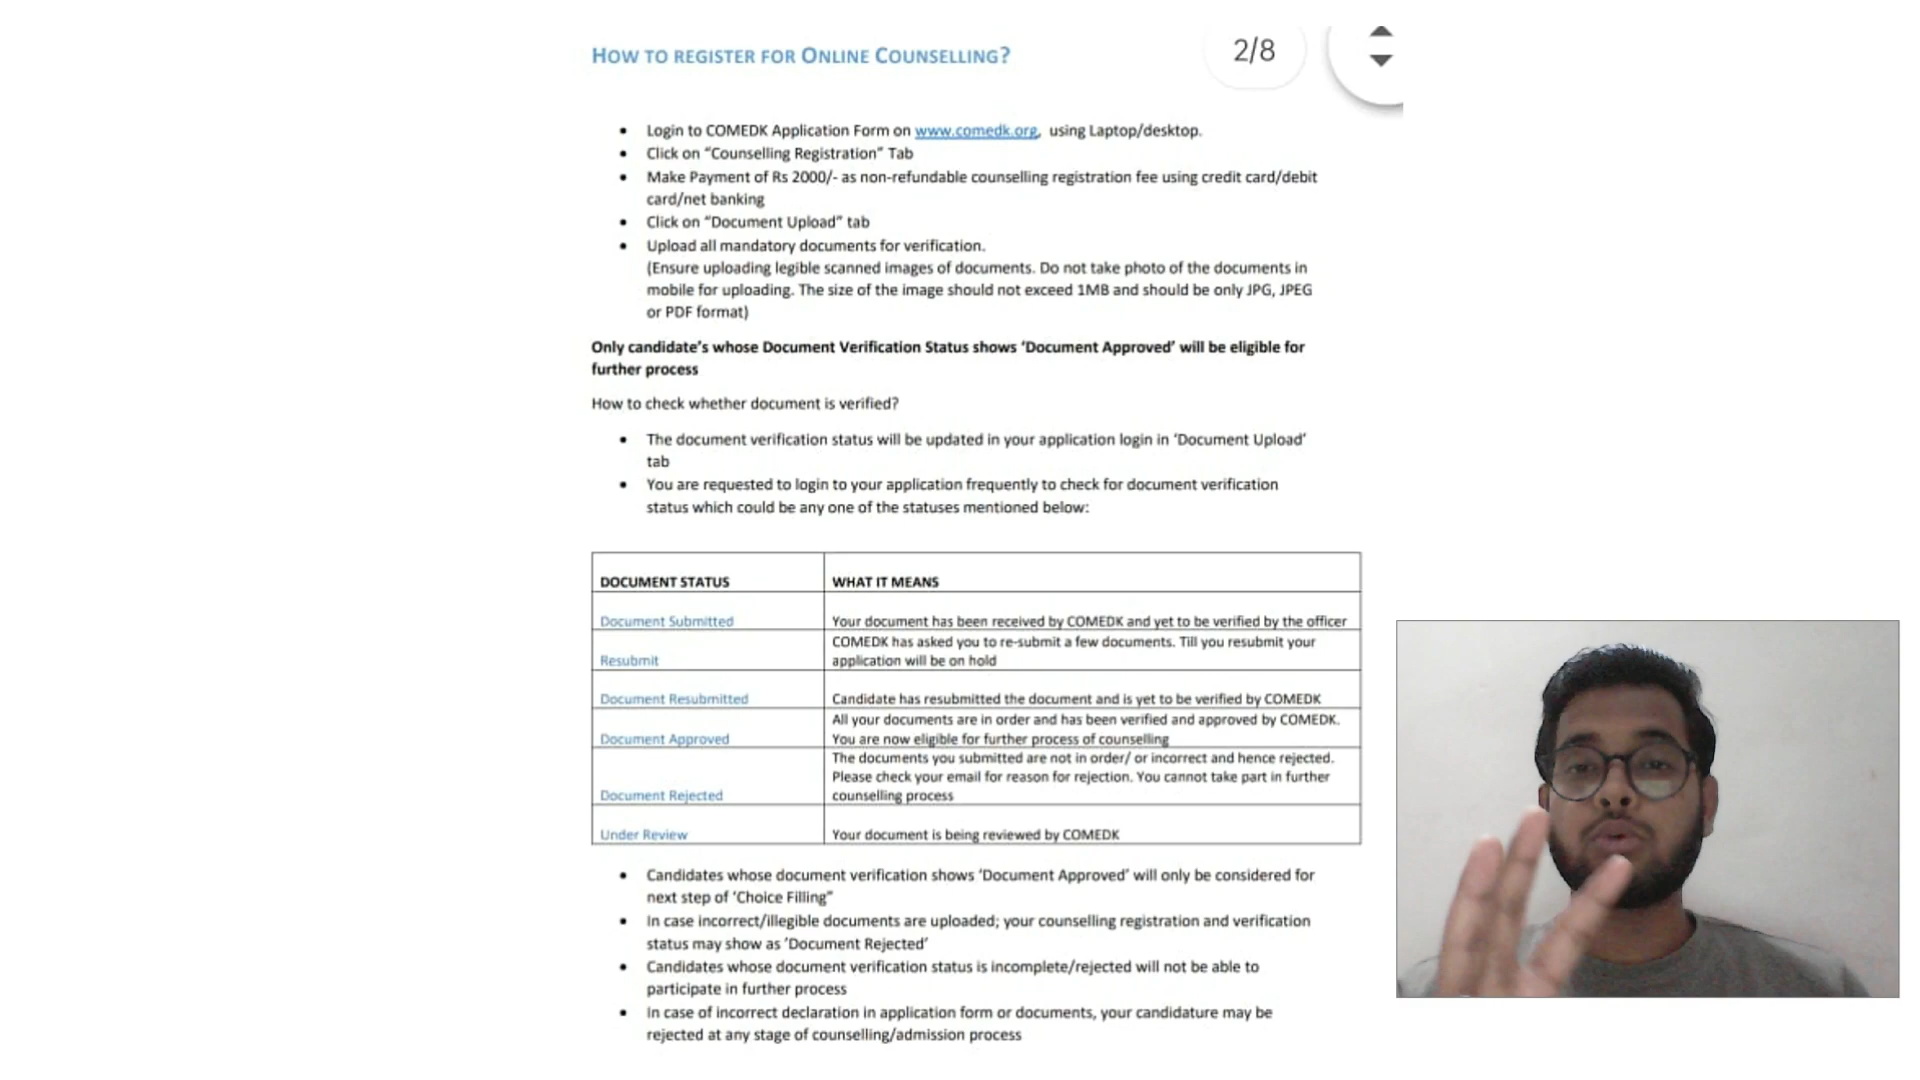 HOW TO REGISTER FOR ONLINE COUNSELLING?
2/8
• Login to COMEDK Application Form on www.comedk.org, using Laptop/desktop.
• Click on “Counselling Registration” Tab
• Make Payment of Rs 2000/- as non-refundable counselling registration fee using credit card/debit
card/net banking
• Click on “Document Upload” tab
• Upload all mandatory documents for verification.
(Ensure uploading legible scanned images of documents. Do not take photo of the documents in
mobile for uploading. The size of the image should not exceed 1MB and should be only JPG, JPEG
or PDF format)
Only candidate’s whose Document Verification Status shows ‘Document Approved’ will be eligible for
further process
How to check whether document is verified?
• The document verification status will be updated in your application login in ‘Document Upload’
tab
• You are requested to login to your application frequently to check for document verification
status which could be any one of the statuses mentioned below:
DOCUMENT STATUS WHAT IT MEANS
Document Submitted Your document has been received by COMEDK and yet to be verified by the officer
COMEDK has asked you to re-submit a few documents. Till you resubmit your
Resubmit application will be on hold
Document Resubmitted Candidate has resubmitted the document and is yet to be verified by COMEDK
All your documents are in order and has been verified and approved by COMEDK.
Document Approved You are now eligible for further process of counselling
The documents you submitted are not in order/ or incorrect and hence rejected.
Please check your email for reason for rejection. You cannot take part in further
Document Rejected counselling process
Under Review Your document is being reviewed by COMEDK
• Candidates whose document verification shows ‘Document Approved’ will only be considered for
next step of ‘Choice Filling”
• In case incorrect/illegible documents are uploaded; your counselling registration and verification
status may show as ‘Document Rejected’
• Candidates whose document verification status is incomplete/rejected will not be able to
participate in further process
• In case of incorrect declaration in application form or documents, your candidature may be
rejected at any stage of counselling/admission process